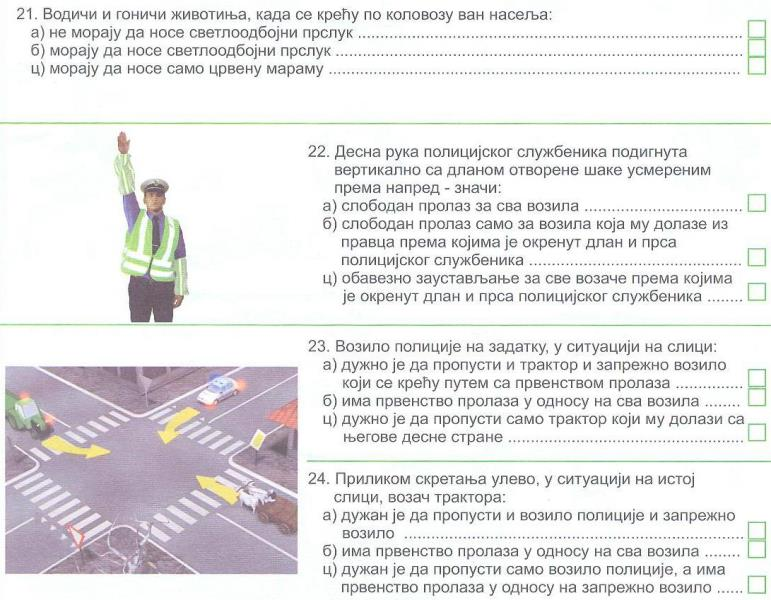 21. Водичи и гоничи животиња, када се крећу по коловозу ван насеља:
а) не морају да носе светлоодбојни прслук
б) морају да носе светлоодбојни прслук
ц) морају да носе само црвену мараму
22. Десна рука полицијског службеника подигнута
вертикално са дланом отворене шаке усмереним
према напред - значи:
а) слободан пролаз за сва возила
б) слободан пролаз само за возила која му долазе из
правца према којима је окренут длан и прса
полицијског службеника
ц) обавезно заустављање за све возаче према којима
је окренут длан и прса полицијског службеника
23. Возило полиције на задатку, у ситуацији на слици:
а) дужно је да пропусти и трактор и запрежно возило
који се крећу путем са првенством пролаза
б) има првенство пролаза у односу на сва возила
ц) дужно је да пропусти само трактор који му долази са
његове десне стране
24. Приликом скретања улево, у ситуацији на истој
слици, возач трактора:
а) дужан је да пропусти и возило полиције и запрежно
возило
б) има првенство пролаза у односу на сва возила
ц) дужан је да пропусти само возило полиције, а има
првенство пролаза у односу на запрежно возило